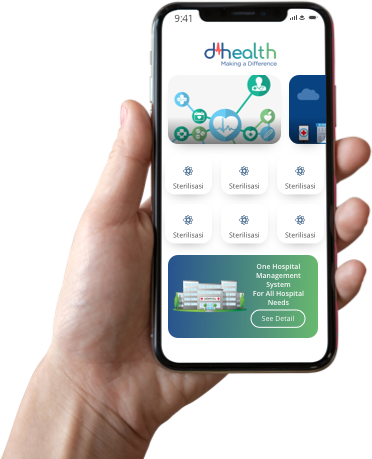 9:41
dhealth
Making a Difference
Sterilisasi
Sterilisasi
Sterilisasi
Sterilisasi
Sterilisasi
Sterilisasi
One Hospital
Management
System
For All Hospital
Needs
See Detail